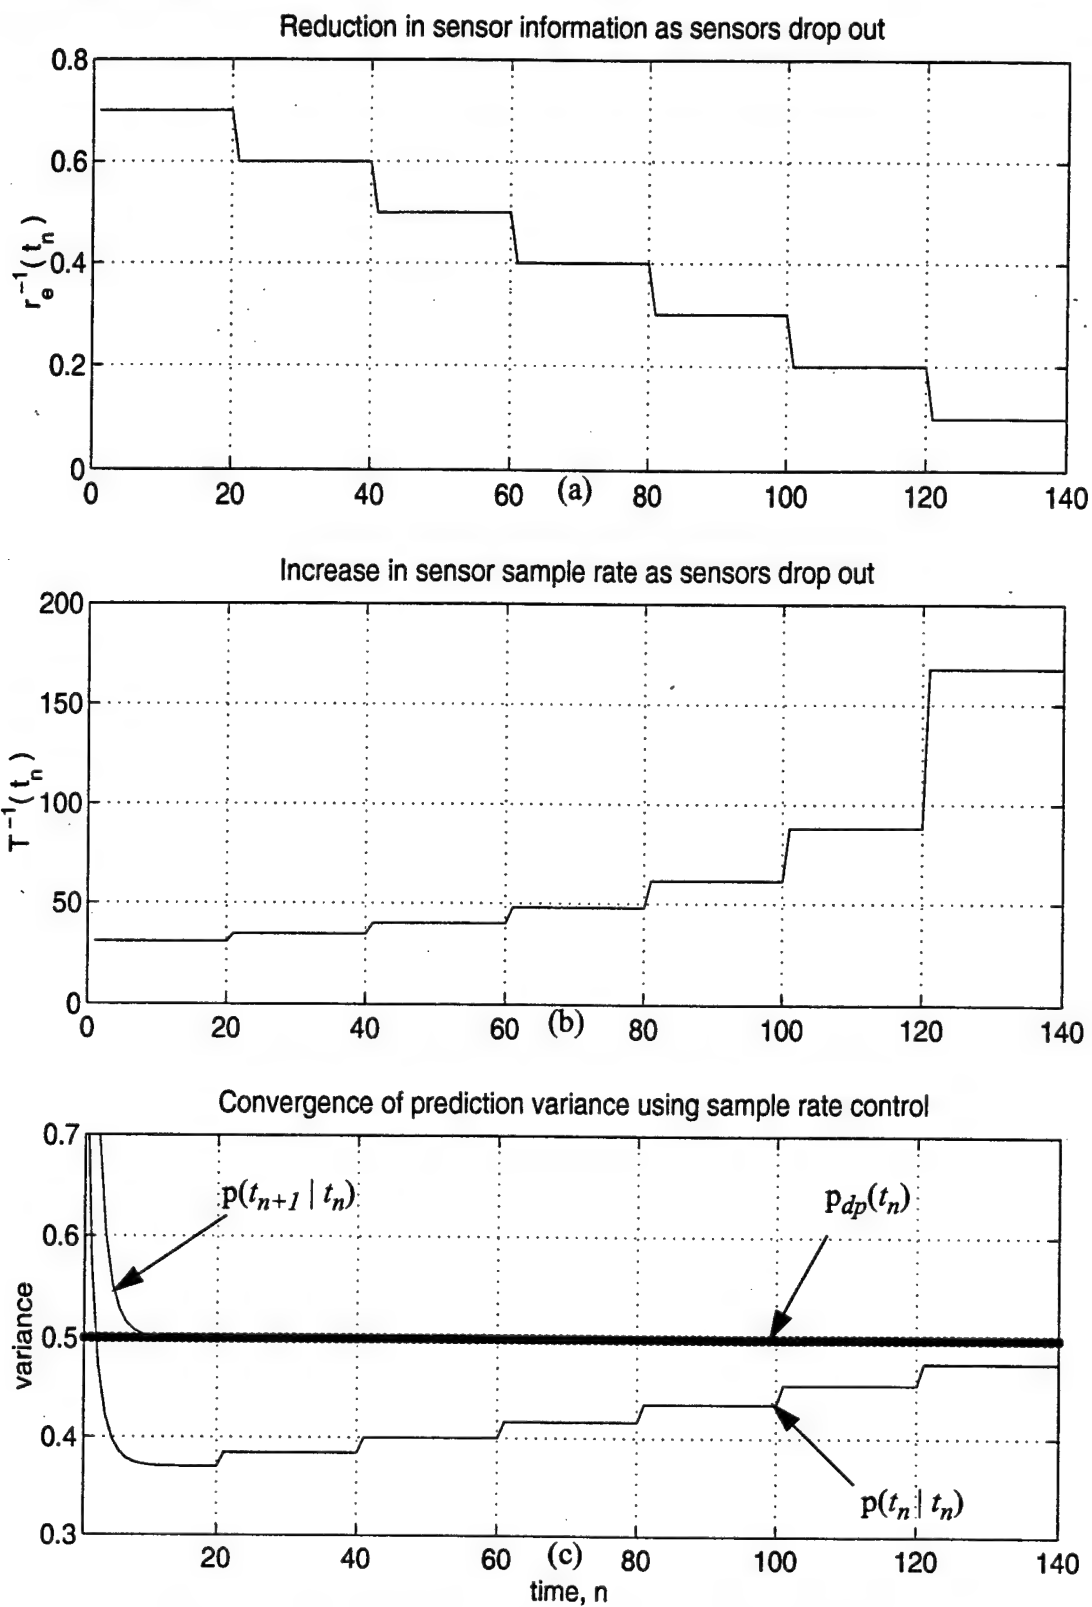 Reduction in sensor information as sensors drop out
0.8
0.6
0.4
0.2
0
r_e^{-1}(t_n)
0 20 40 60 (a) 80 100 120 140
Increase in sensor sample rate as sensors drop out
200
150
100
50
0
T^{-1}(t_n)
0 20 40 60 (b) 80 100 120 140
Convergence of prediction variance using sample rate control
0.7
0.6
0.5
0.4
0.3
variance
p(t_{n+1} | t_n)
p_{dp}(t_n)
p(t_n | t_n)
20 40 60 (c) 80 100 120 140
time, n